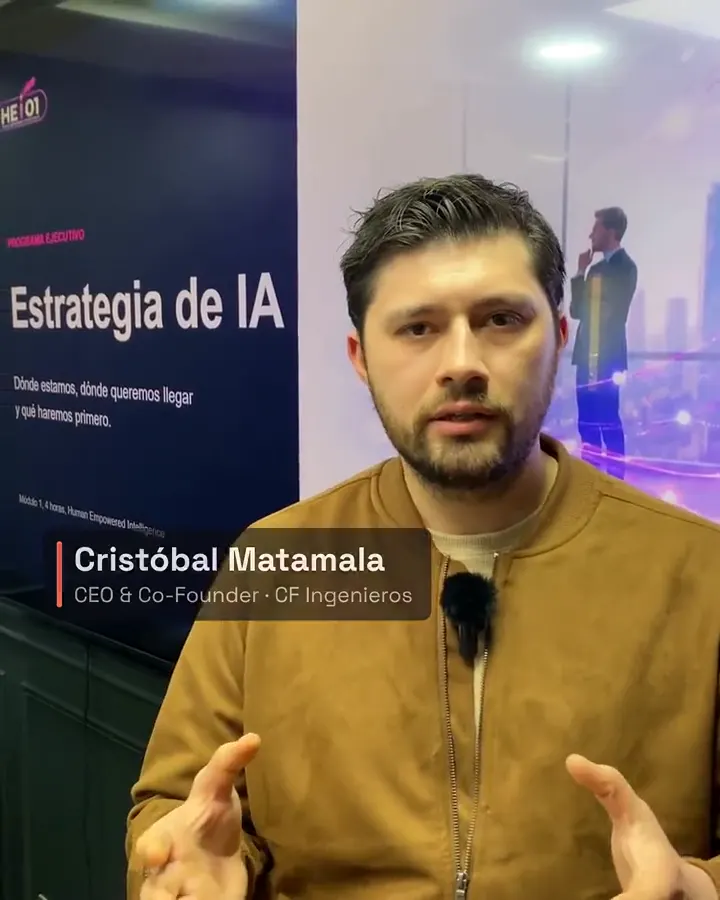 HE 01
PROGRAMA EJECUTIVO
Estrategia de IA
Dónde estamos, dónde queremos llegar
y qué haremos primero.
Módulo 1, 4 horas, Human Empowered Intelligence
Cristóbal Matamala
CEO & Co-Founder · CF Ingenieros